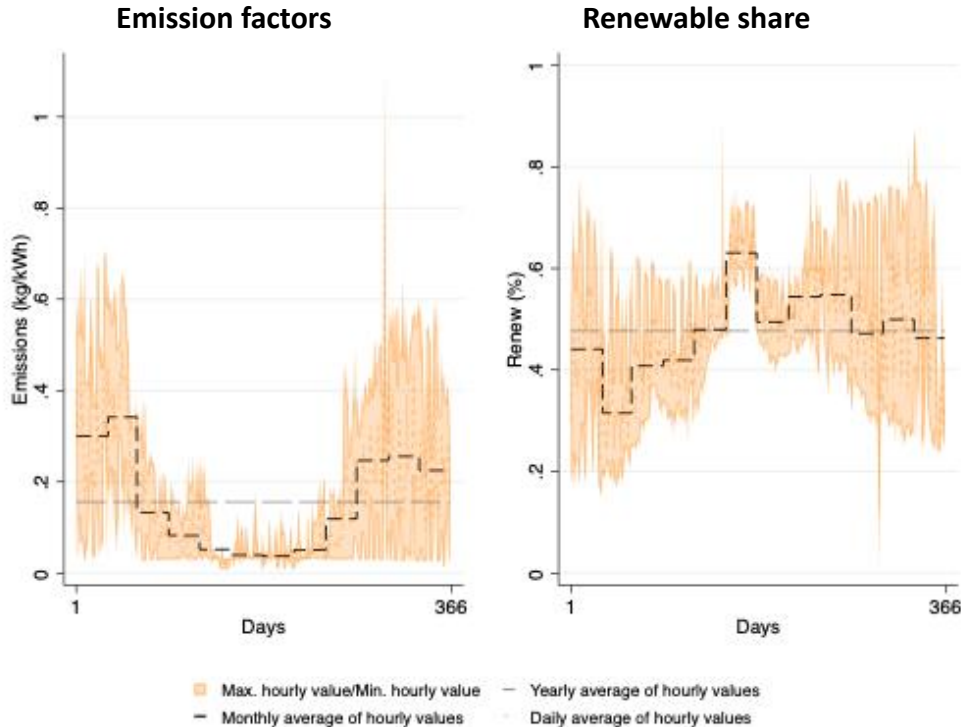 Emission factors
Renewable share
Emissions (kg/kWh)
1
.8
.6
.4
.2
0
1
366
Days
Renew (%)
1
.8
.6
.4
.2
0
1
366
Days
Max. hourly value/Min. hourly value
Yearly average of hourly values
Monthly average of hourly values
Daily average of hourly values